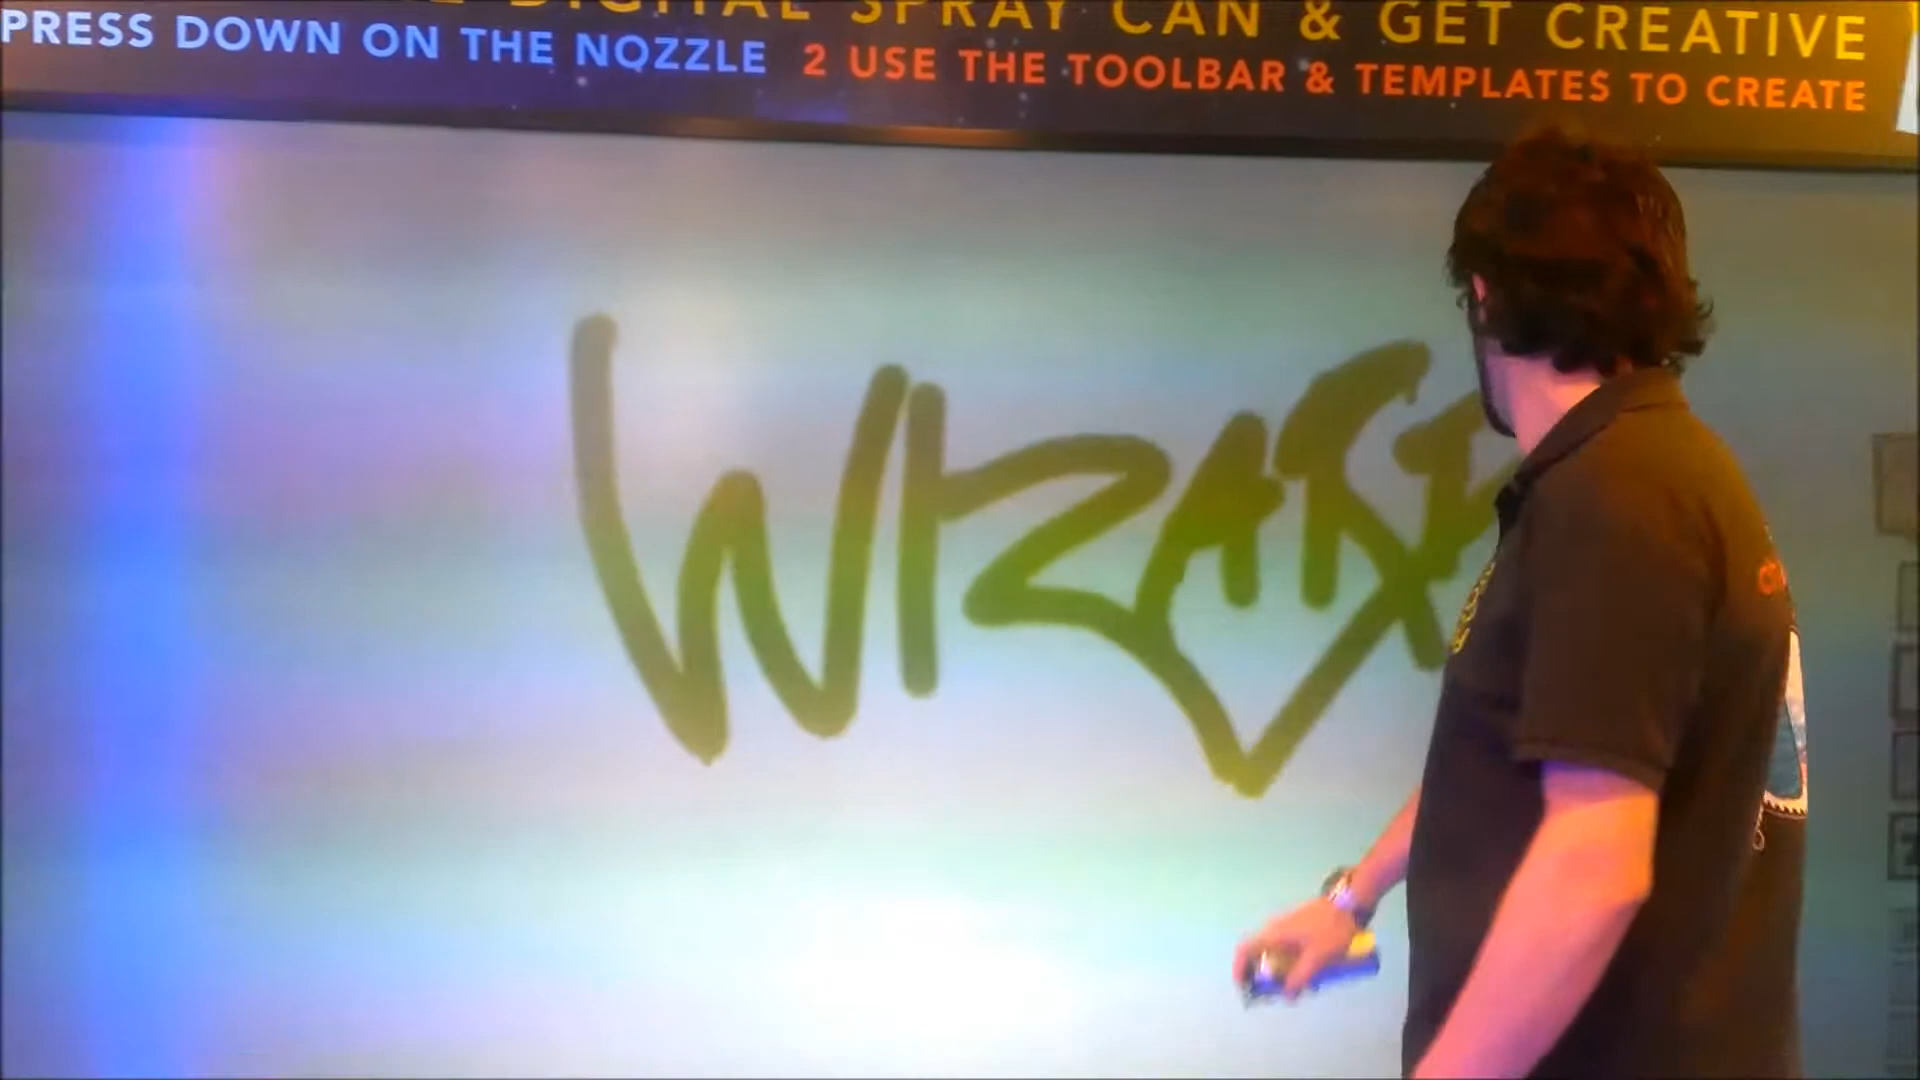 DIGITAL SPRAY CAN & GET CREATIVE
PRESS DOWN ON THE NOZZLE 2 USE THE TOOLBAR & TEMPLATES TO CREATE